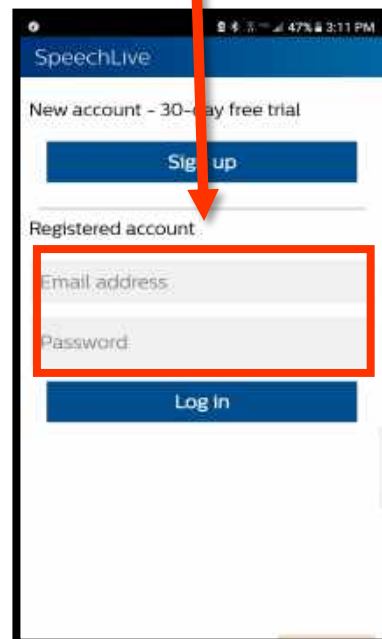 47% 3:11 PM
SpeechLive
New account - 30-day free trial
Sign up
Registered account
Email address
Password
Log in